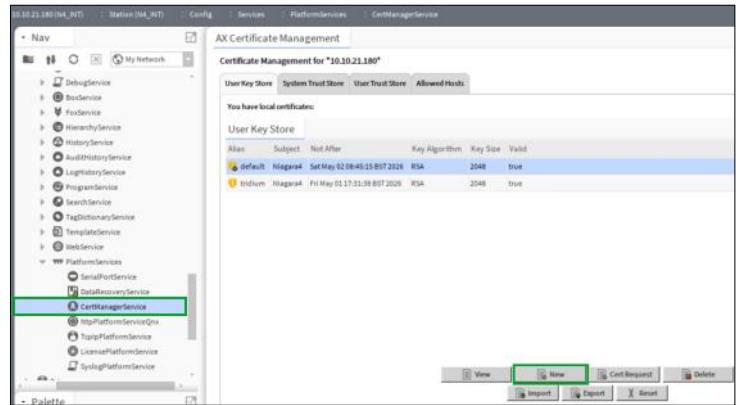 10.10.21.180 (N4_INT) : Station (N4_INT) : Config : Services : PlatformServices : CertManagerService
Nav
My Network
DebugService
BoxService
FoxService
HierarchyService
HistoryService
AuditHistoryService
LogHistoryService
ProgramService
SearchService
TagDictionaryService
TemplateService
WebService
PlatformServices
SerialPortService
DataRecoveryService
CertManagerService
NtpPlatformServiceQnx
TcpipPlatformService
LicensePlatformService
SyslogPlatformService
Palette
AX Certificate Management
Certificate Management for "10.10.21.180"
User Key Store System Trust Store User Trust Store Allowed Hosts
You have local certificates:
User Key Store
Alias Subject Not After Key Algorithm Key Size Valid
default Niagara4 Sat May 02 08:45:15 BST 2026 RSA 2048 true
tridium Niagara4 Fri May 01 17:31:38 BST 2026 RSA 2048 true
View New Cert Request Delete
Import Export Reset